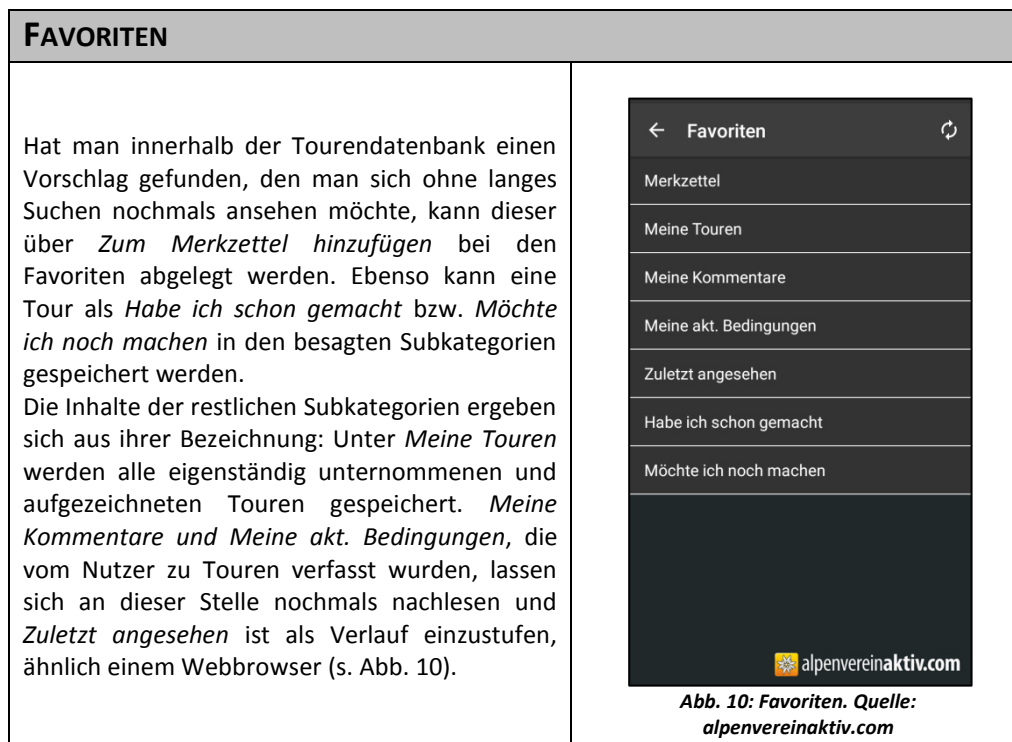 FAVORITEN
Hat man innerhalb der Tourendatenbank einen
Vorschlag gefunden, den man sich ohne langes
Suchen nochmals ansehen möchte, kann dieser
über Zum Merkzettel hinzufügen bei den
Favoriten abgelegt werden. Ebenso kann eine
Tour als Habe ich schon gemacht bzw. Möchte
ich noch machen in den besagten Subkategorien
gespeichert werden.
Die Inhalte der restlichen Subkategorien ergeben
sich aus ihrer Bezeichnung: Unter Meine Touren
werden alle eigenständig unternommenen und
aufgezeichneten Touren gespeichert. Meine
Kommentare und Meine akt. Bedingungen, die
vom Nutzer zu Touren verfasst wurden, lassen
sich an dieser Stelle nochmals nachlesen und
Zuletzt angesehen ist als Verlauf einzustufen,
ähnlich einem Webbrowser (s. Abb. 10).
Favoriten
Merkzettel
Meine Touren
Meine Kommentare
Meine akt. Bedingungen
Zuletzt angesehen
Habe ich schon gemacht
Möchte ich noch machen
alpenvereinaktiv.com
Abb. 10: Favoriten. Quelle:
alpenvereinaktiv.com